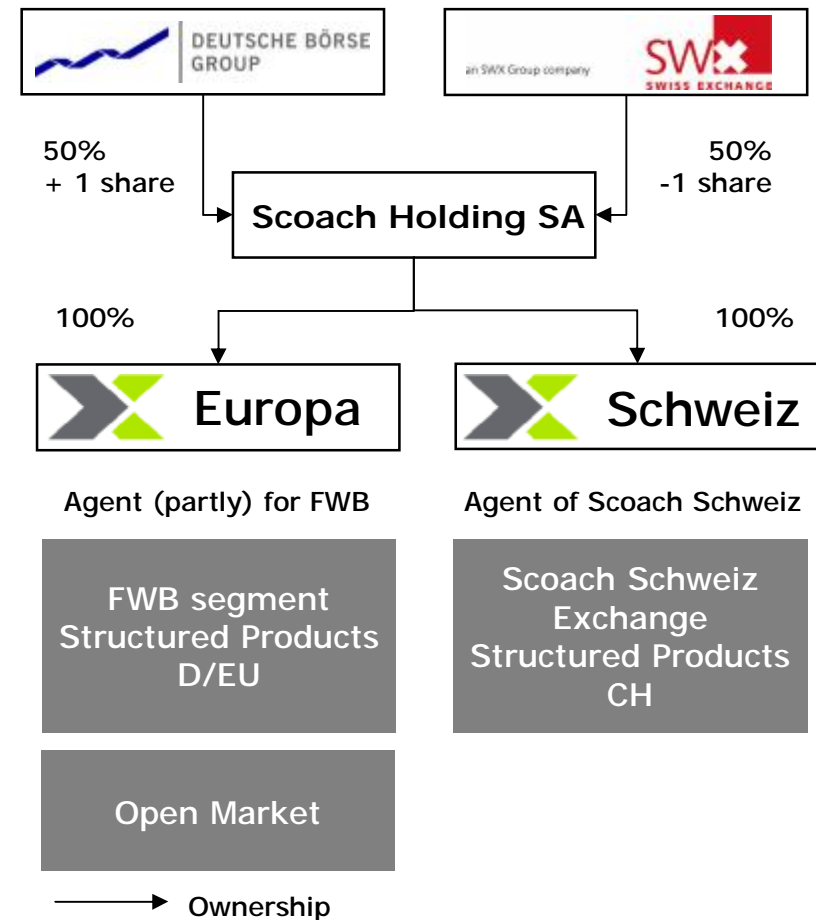 DEUTSCHE BÖRSE
GROUP
an SWX Group company
SWX
SWISS EXCHANGE
50%
+ 1 share
50%
-1 share
Scoach Holding SA
100%
100%
Europa
Schweiz
Agent (partly) for FWB
Agent of Scoach Schweiz
FWB segment
Structured Products
D/EU
Scoach Schweiz
Exchange
Structured Products
CH
Open Market
Ownership